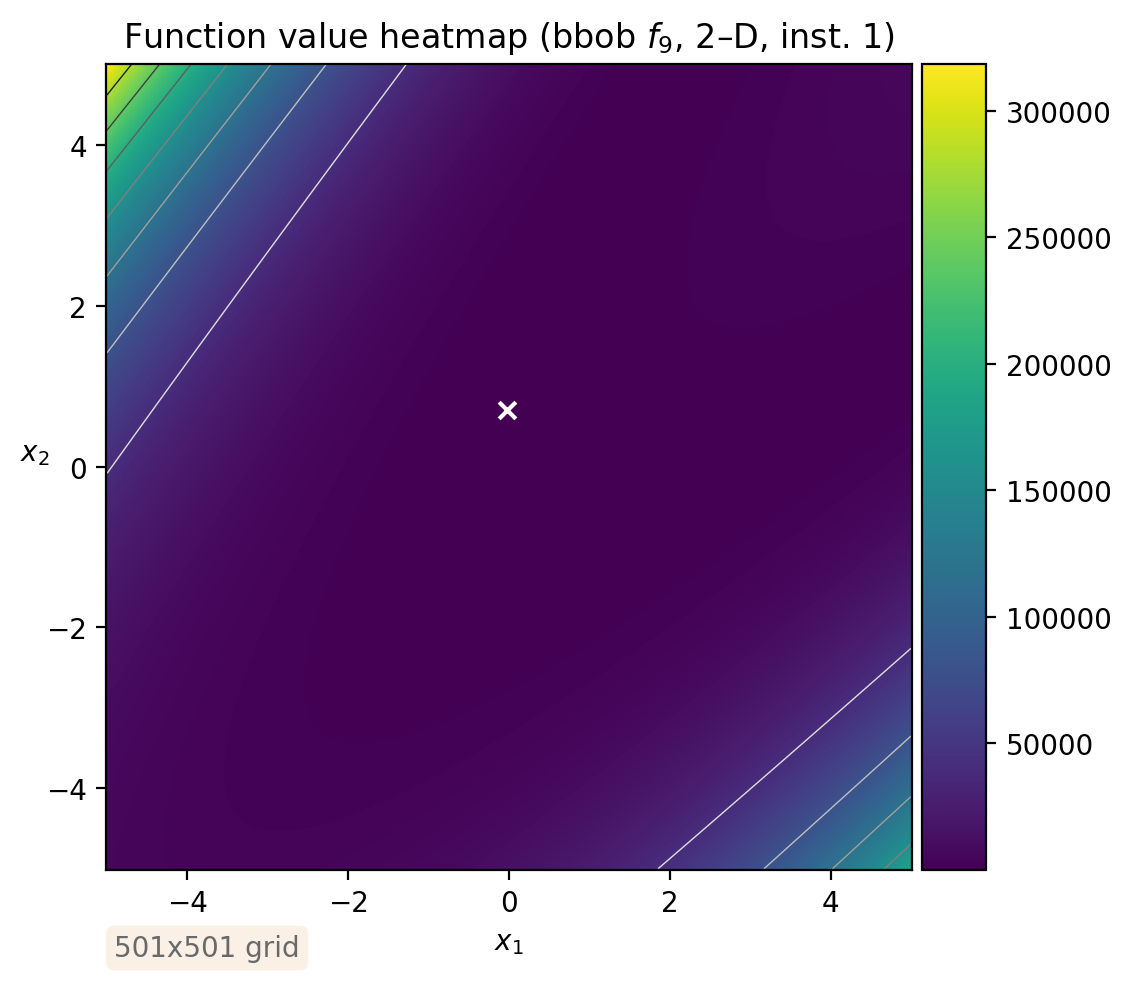 Function value heatmap (bbob f₉, 2–D, inst. 1)
300000
250000
200000
150000
100000
50000
4
2
0
−2
−4
x₂
−4 −2 0 2 4
x₁
501x501 grid